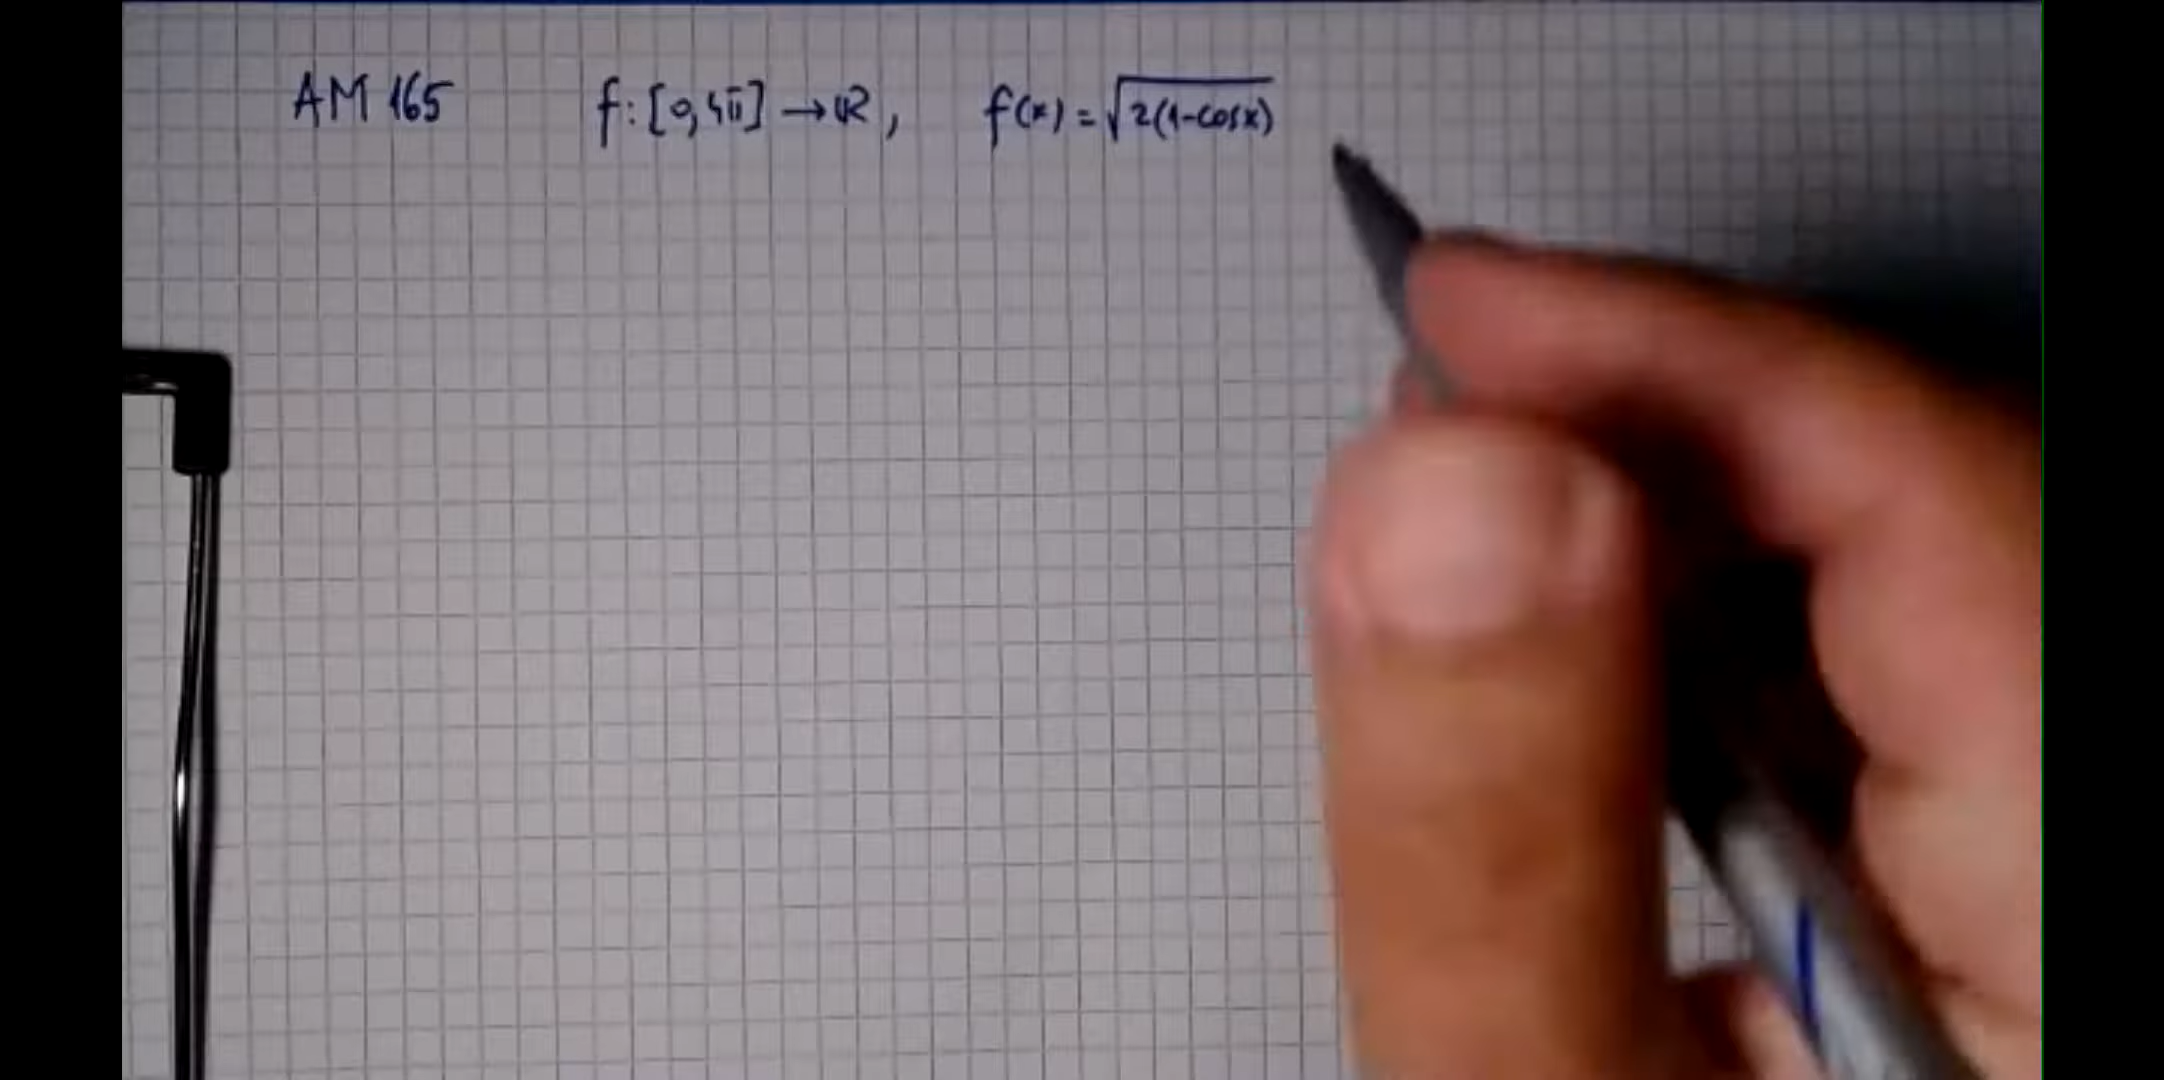 AM 165 f: [0,4π] → ℝ, f(x) = √2(1-cosx)